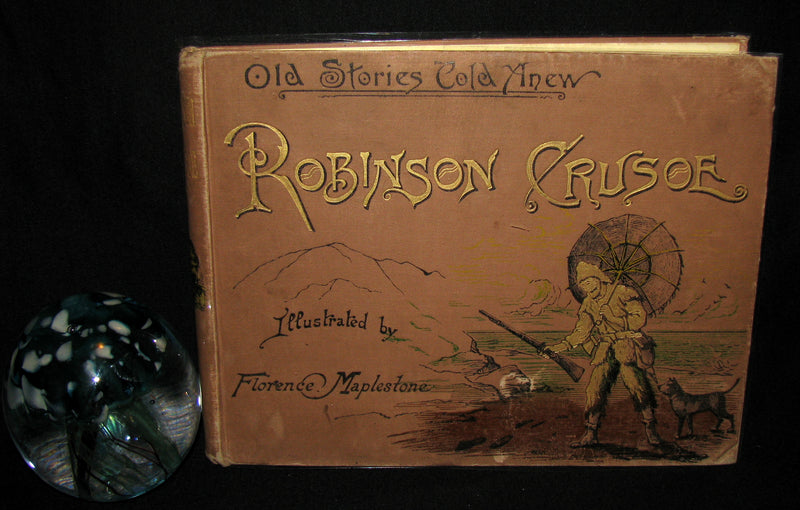 Old Stories Told Anew
Robinson Crusoe
Illustrated by
Florence Maplestone